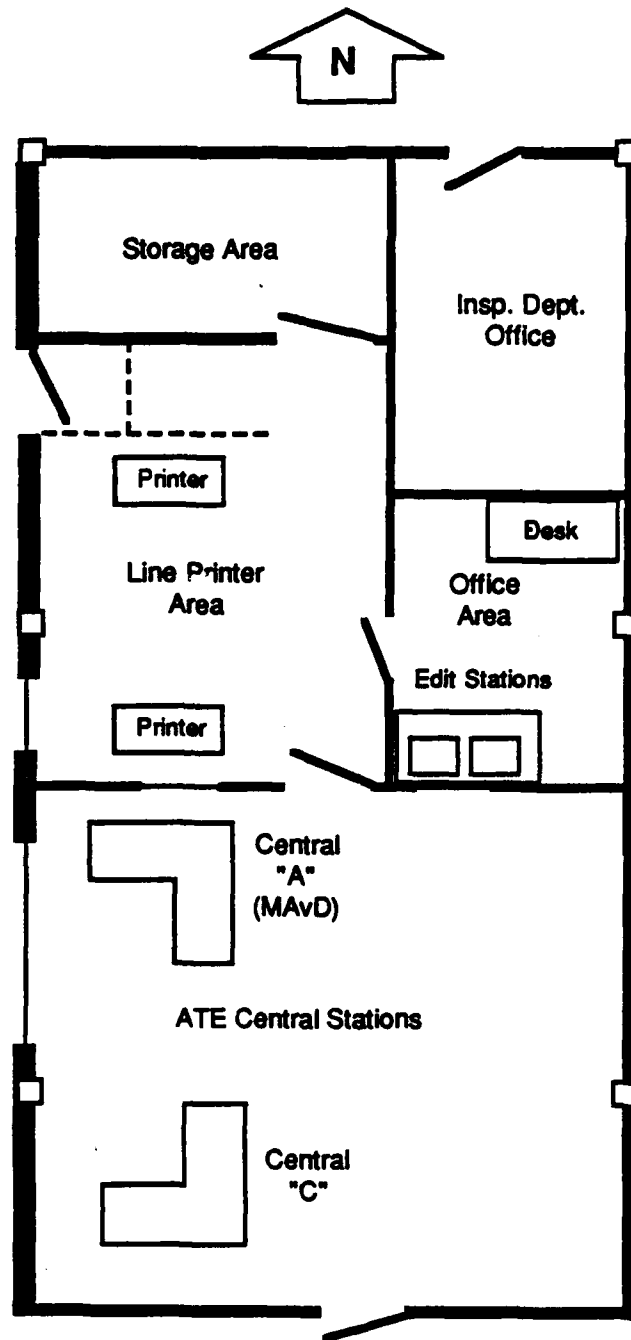 N
Storage Area
Insp. Dept.
Office
Printer
Desk
Line Printer
Area
Office
Area
Edit Stations
Printer
Central
"A"
(MAvD)
ATE Central Stations
Central
"C"